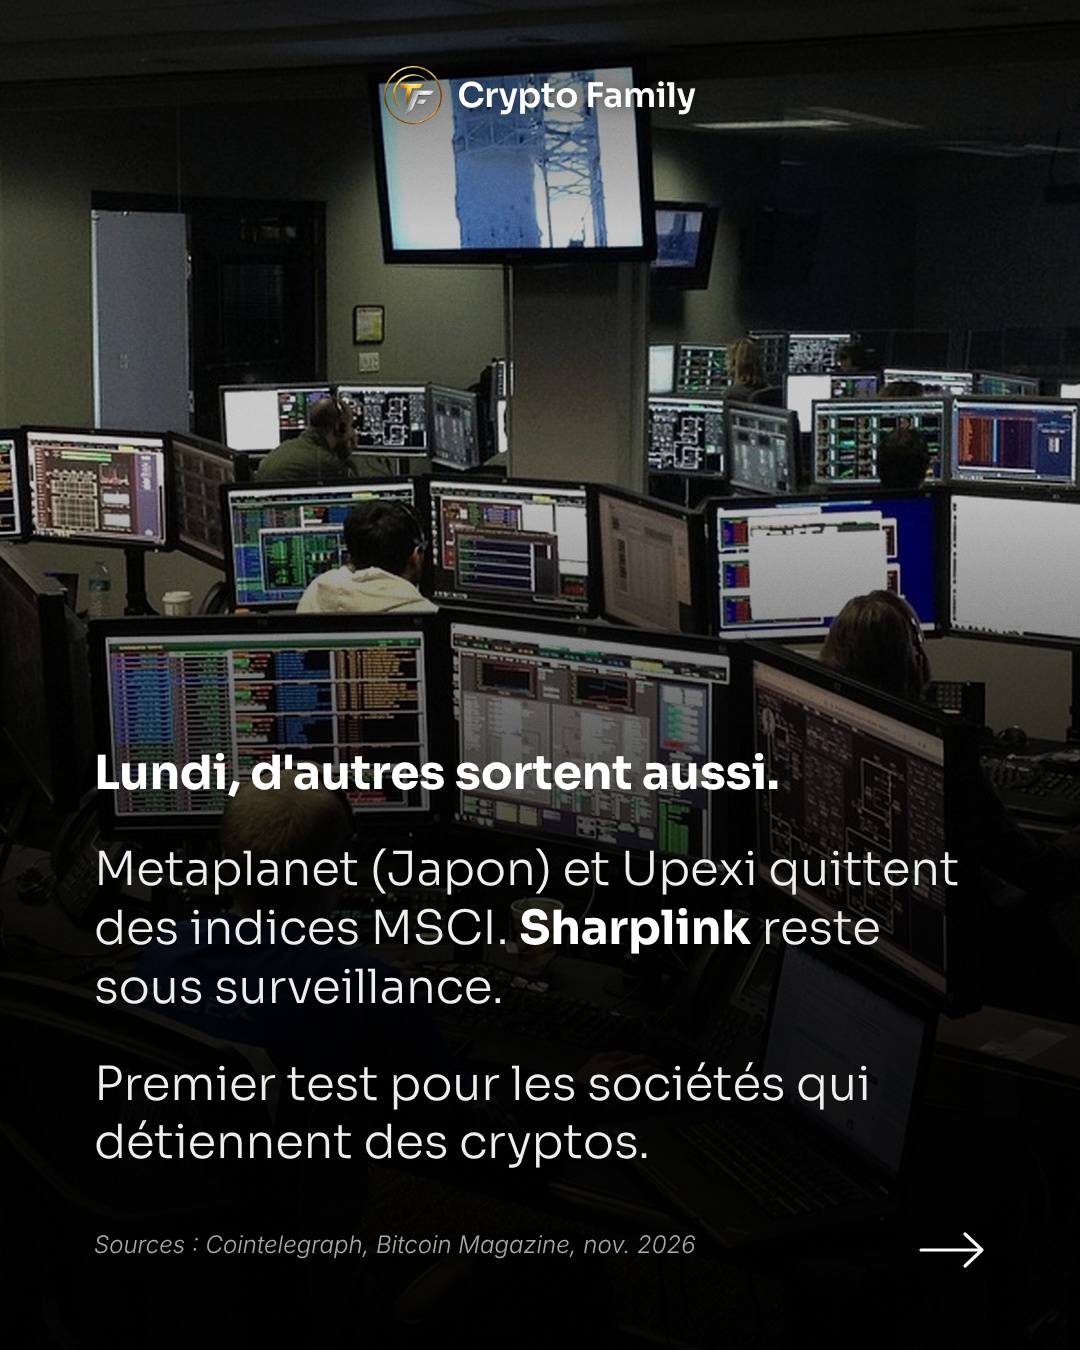 Crypto Family
Lundi, d'autres sortent aussi.
Metaplanet (Japon) et Upexi quittent
des indices MSCI. Sharplink reste
sous surveillance.
Premier test pour les sociétés qui
détiennent des cryptos.
Sources : Cointelegraph, Bitcoin Magazine, nov. 2026